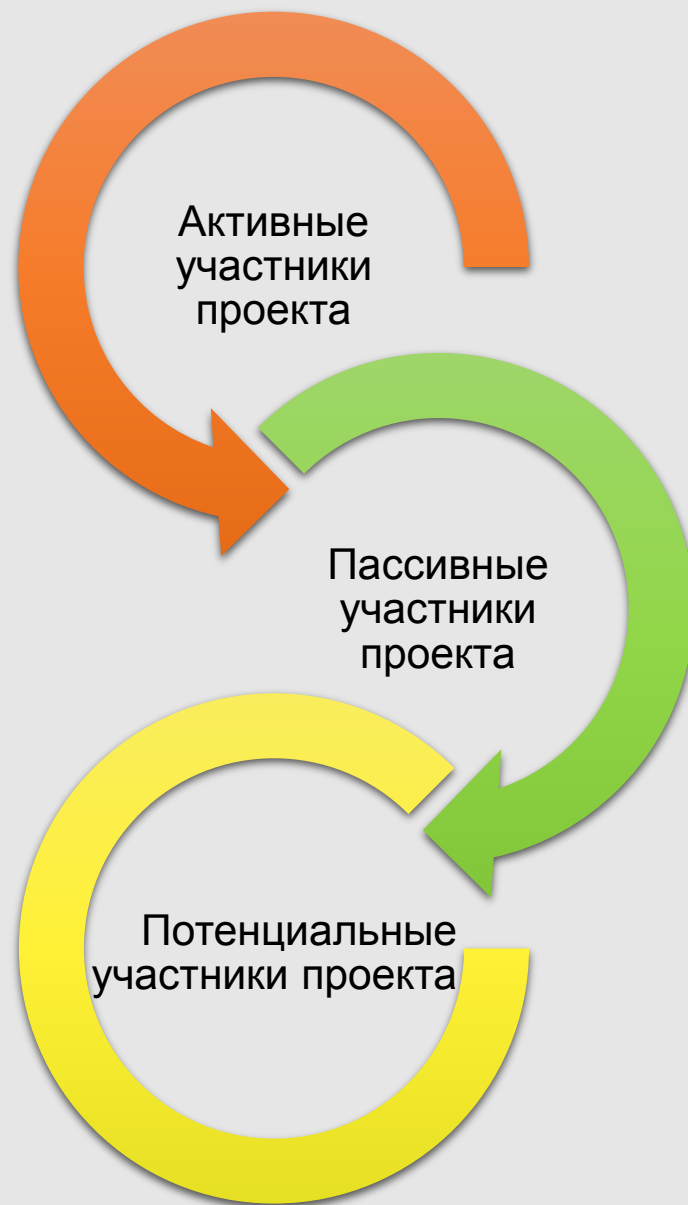 Активные
участники
проекта
Пассивные
участники
проекта
Потенциальные
участники проекта